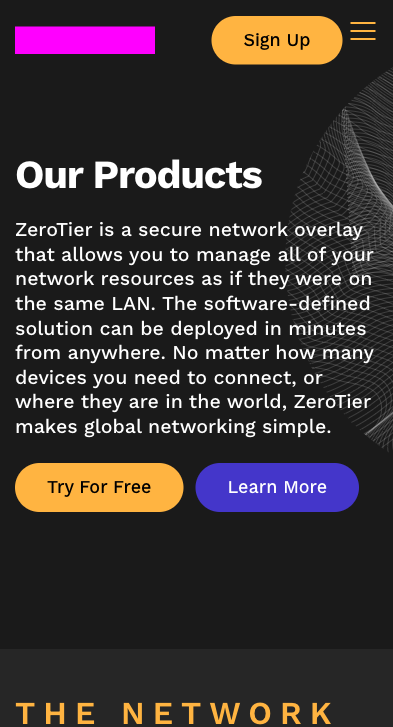 Sign Up
Our Products
ZeroTier is a secure network overlay
that allows you to manage all of your
network resources as if they were on
the same LAN. The software-defined
solution can be deployed in minutes
from anywhere. No matter how many
devices you need to connect, or
where they are in the world, ZeroTier
makes global networking simple.
Try For Free
Learn More
THE NETWORK